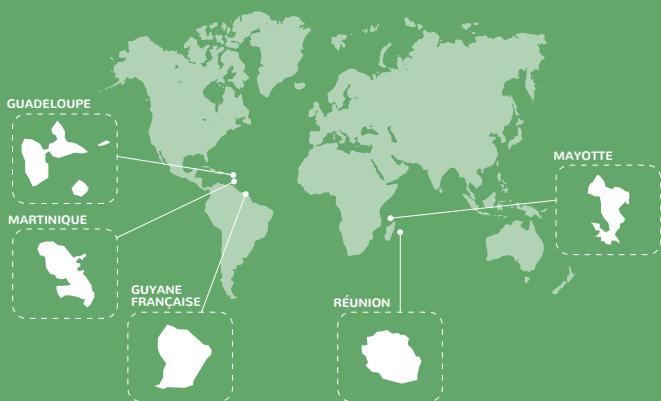 GUADELOUPE
MARTINIQUE
GUYANE
FRANÇAISE
RÉUNION
MAYOTTE